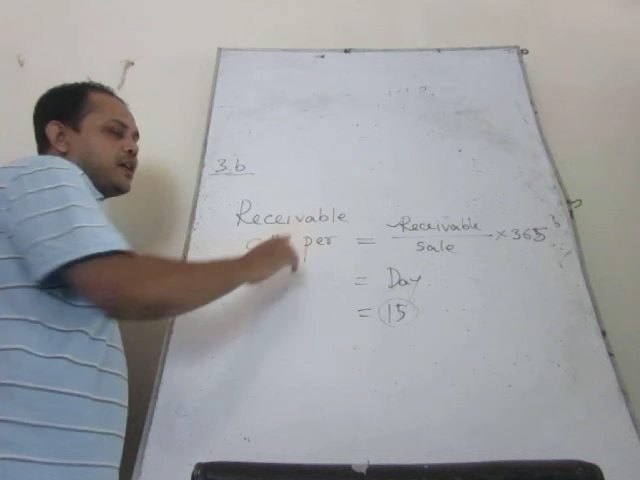 3.b
Receivable
per = Receivable / Sale × 365
= Day
= 15